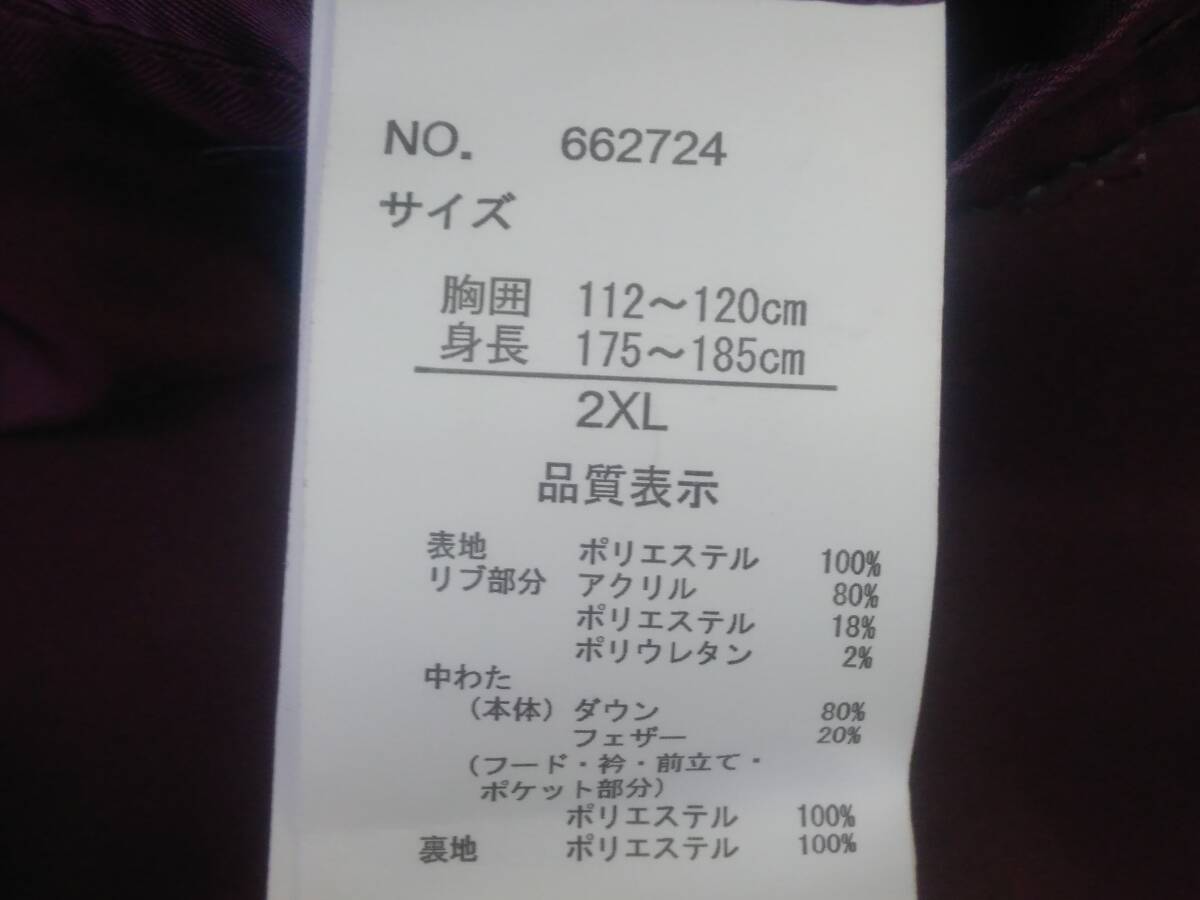 NO. 662724
サイズ
胸囲 112～120cm
身長 175～185cm
2XL
品質表示
表地 ポリエステル 100%
リブ部分 アクリル 80%
ポリエステル 18%
ポリウレタン 2%
中わた
（本体）ダウン 80%
フェザー 20%
（フード・衿・前立て・
ポケット部分）
ポリエステル 100%
裏地 ポリエステル 100%